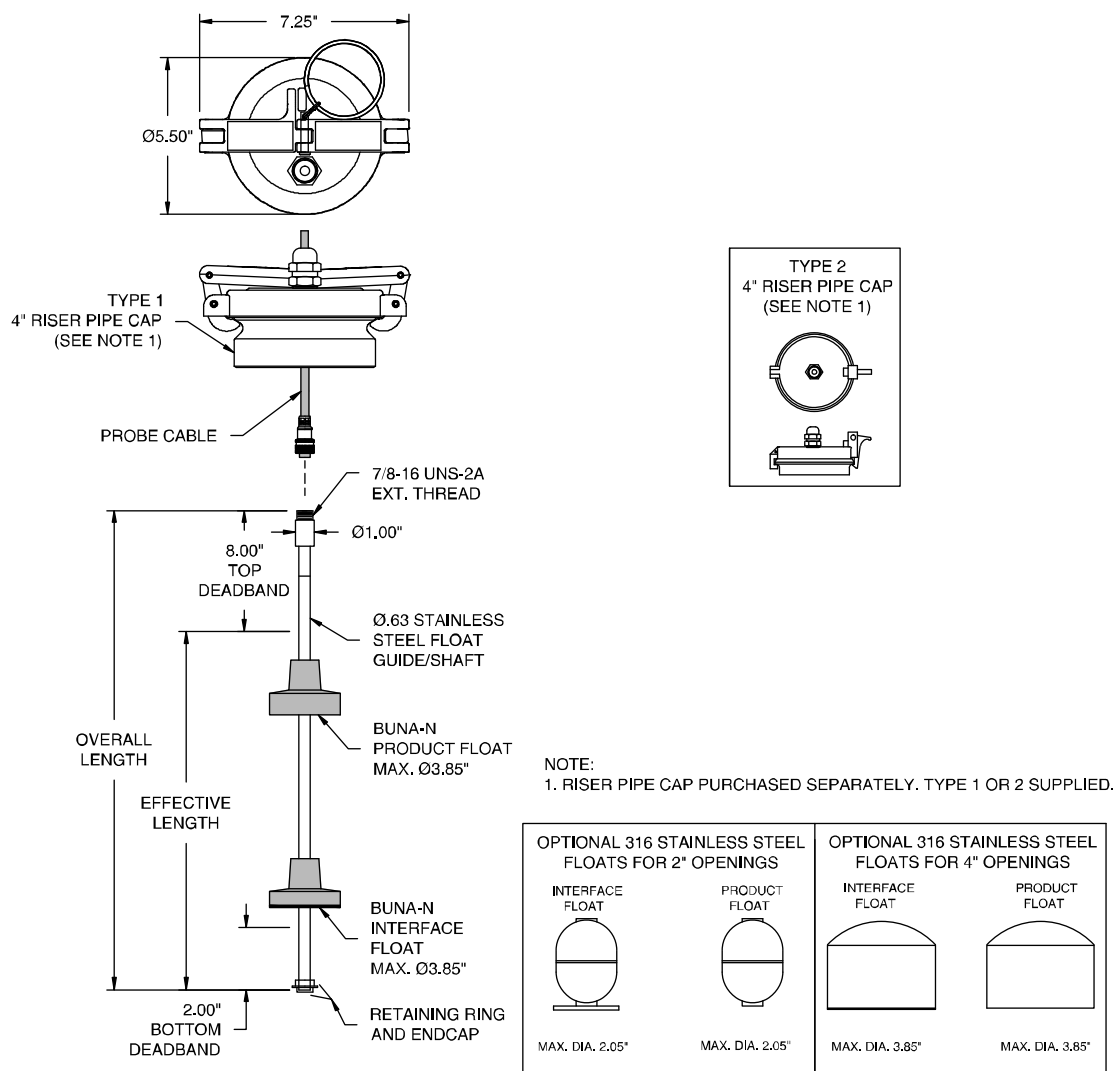 7.25"
Ø5.50"
TYPE 1
4" RISER PIPE CAP
(SEE NOTE 1)
PROBE CABLE
7/8-16 UNS-2A
EXT. THREAD
Ø1.00"
8.00"
TOP
DEADBAND
Ø.63 STAINLESS
STEEL FLOAT
GUIDE/SHAFT
BUNA-N
PRODUCT FLOAT
MAX. Ø3.85"
OVERALL
LENGTH
EFFECTIVE
LENGTH
BUNA-N
INTERFACE
FLOAT
MAX. Ø3.85"
2.00"
BOTTOM
DEADBAND
RETAINING RING
AND ENDCAP
TYPE 2
4" RISER PIPE CAP
(SEE NOTE 1)
NOTE:
1. RISER PIPE CAP PURCHASED SEPARATELY. TYPE 1 OR 2 SUPPLIED.
OPTIONAL 316 STAINLESS STEEL
FLOATS FOR 2" OPENINGS
INTERFACE
FLOAT
PRODUCT
FLOAT
MAX. DIA. 2.05"
MAX. DIA. 2.05"
OPTIONAL 316 STAINLESS STEEL
FLOATS FOR 4" OPENINGS
INTERFACE
FLOAT
PRODUCT
FLOAT
MAX. DIA. 3.85"
MAX. DIA. 3.85"